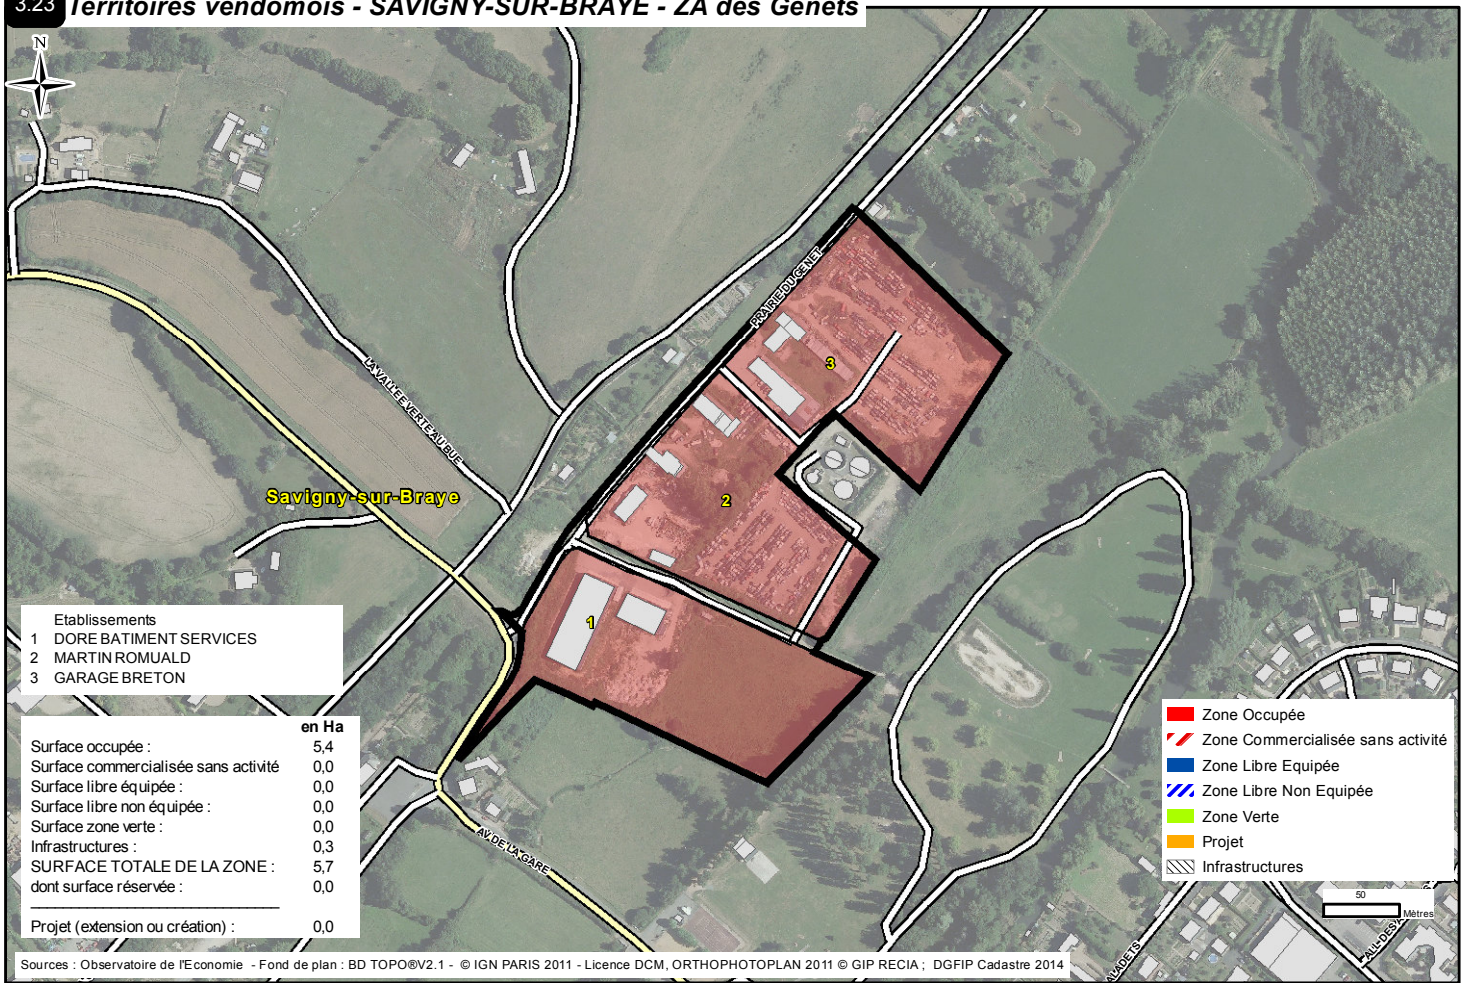 3.23 Territoires vendômois - SAVIGNY-SUR-BRAYE - ZA des Genêts
N
PRAIRIE DU GENET
LA VALLEE VERTE AU BUE
Savigny-sur-Braye
3
2
1
Etablissements
1 DORE BATIMENT SERVICES
2 MARTIN ROMUALD
3 GARAGE BRETON
en Ha
Surface occupée : 5,4
Surface commercialisée sans activité 0,0
Surface libre équipée : 0,0
Surface libre non équipée : 0,0
Surface zone verte : 0,0
Infrastructures : 0,3
SURFACE TOTALE DE LA ZONE : 5,7
dont surface réservée : 0,0
Projet (extension ou création) : 0,0
AV DE LA GARE
Zone Occupée
Zone Commercialisée sans activité
Zone Libre Equipée
Zone Libre Non Equipée
Zone Verte
Projet
Infrastructures
50
Mètres
ALL-DES
Sources : Observatoire de l'Economie - Fond de plan : BD TOPO®V2.1 - © IGN PARIS 2011 - Licence DCM, ORTHOPHOTOPLAN 2011 © GIP RECIA ; DGFIP Cadastre 2014